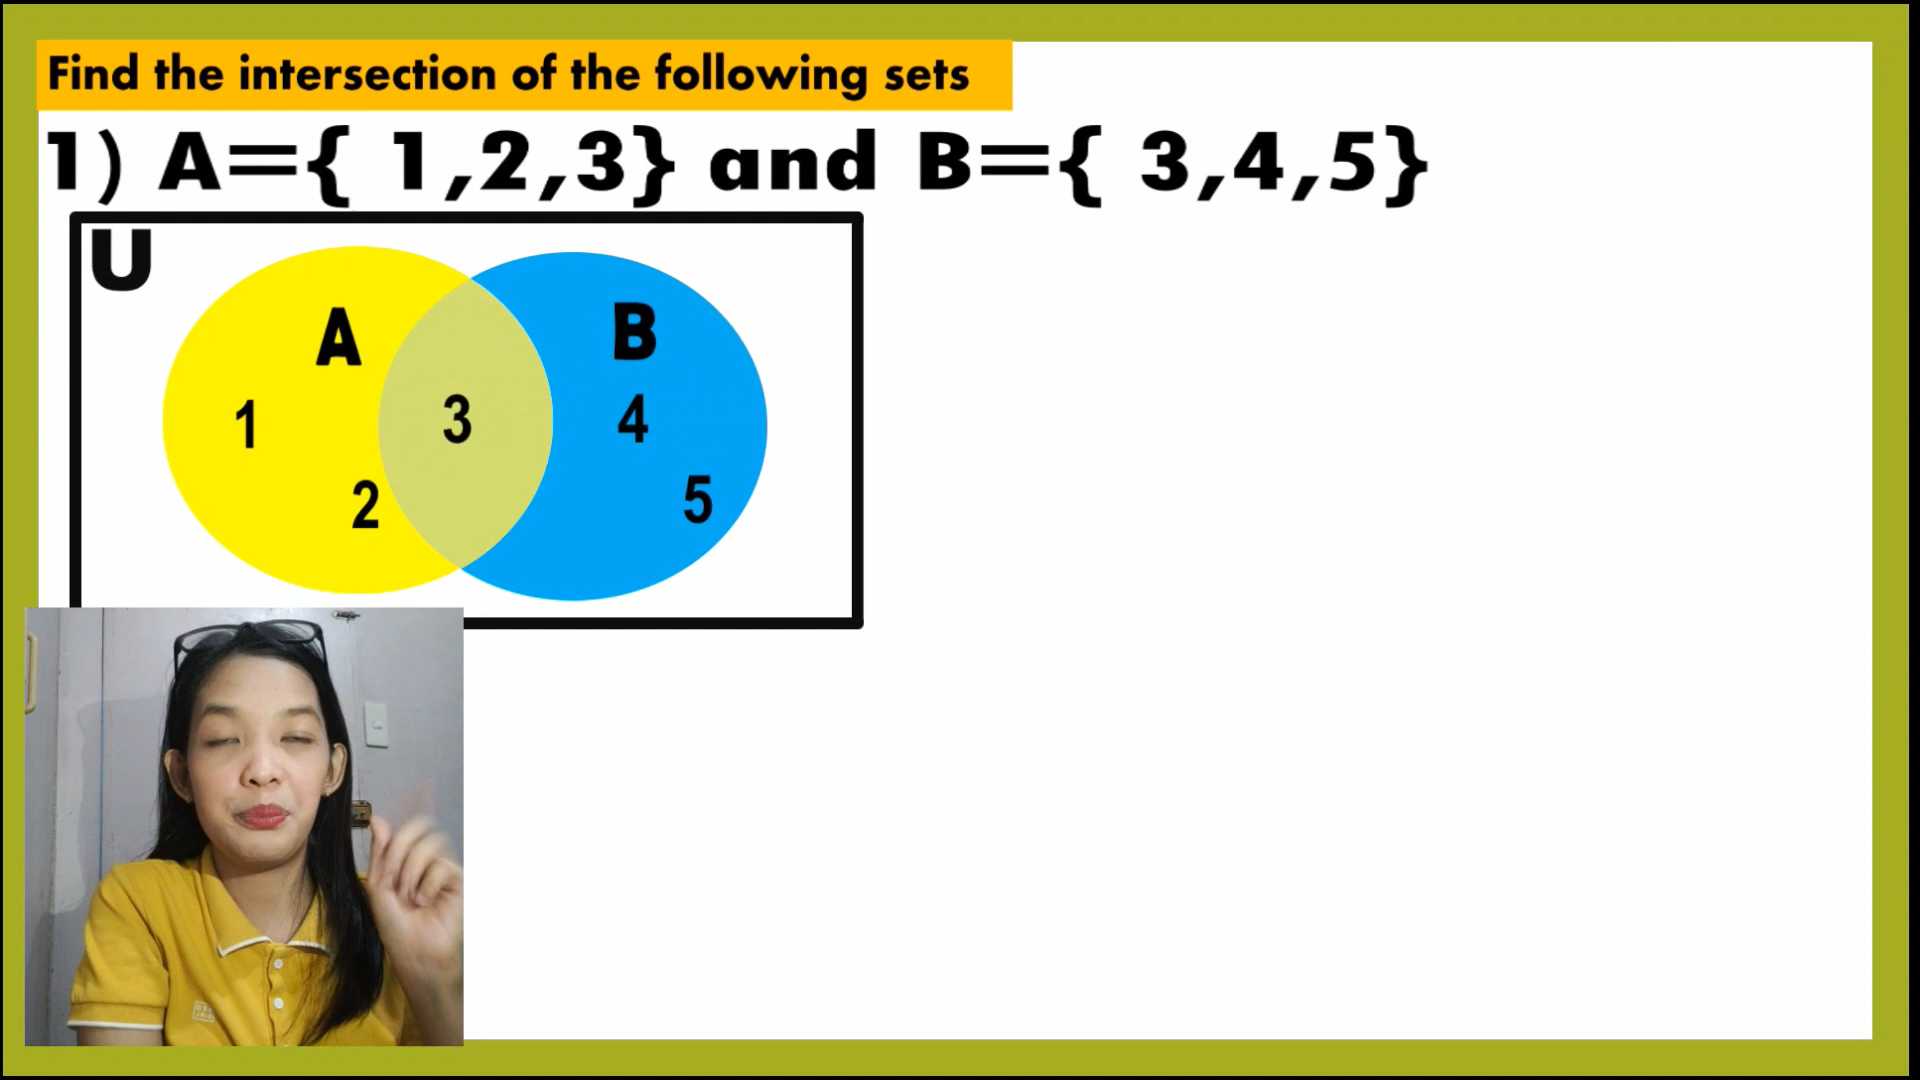 Find the intersection of the following sets
1) A={ 1,2,3} and B={ 3,4,5}
U
A B
1 3 4
2 5